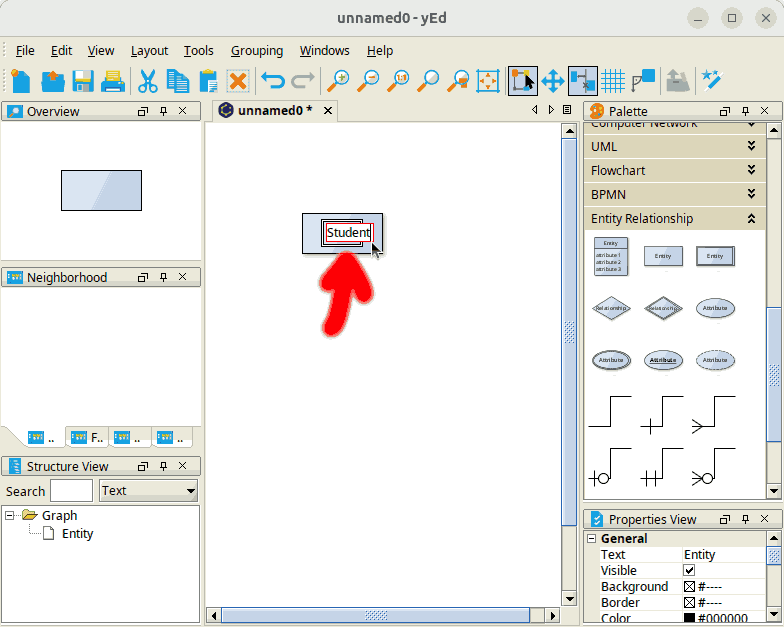 unnamed0 - yEd
File Edit View Layout Tools Grouping Windows Help
1:1
Overview
unnamed0 *
Palette
Computer Network
UML
Flowchart
BPMN
Entity Relationship
Entity
attribute 1
attribute 2
attribute 3
Entity
Entity
Relationship
Relationship
Attribute
Attribute
Attribute
Attribute
Student
Neighborhood
..
F..
..
..
Structure View
Search
Text
Graph
Entity
Properties View
General
Text Entity
Visible
Background #----
Border #----
Color #000000